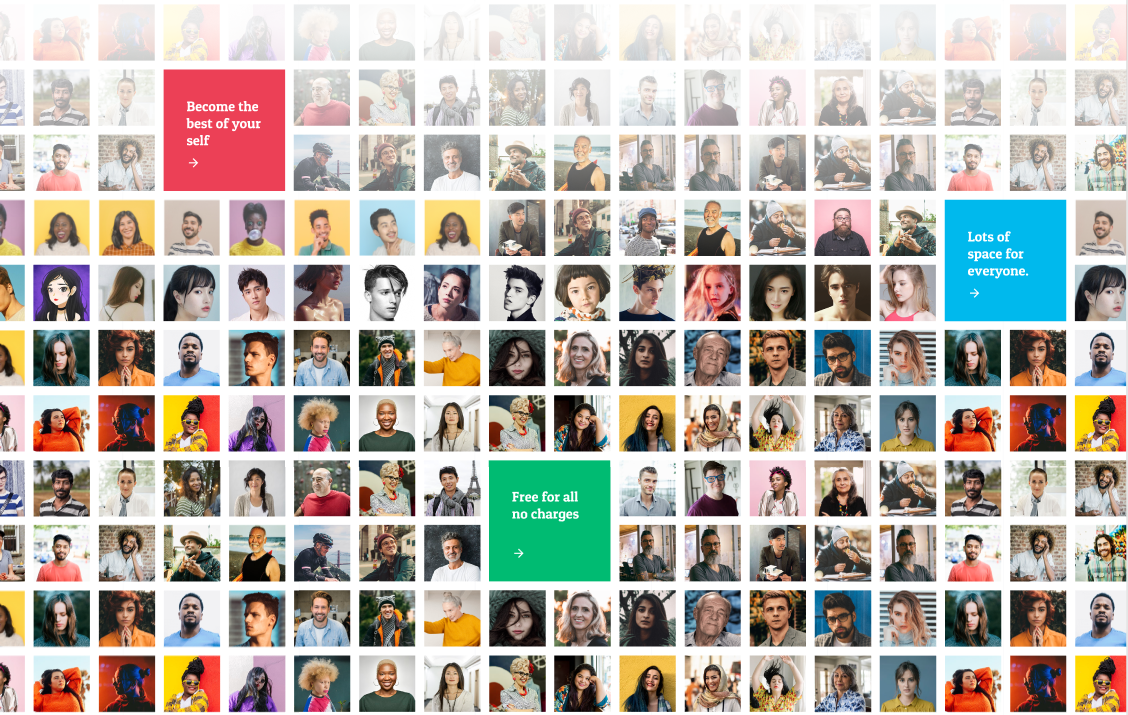 Become the
best of your
self
→
Lots of
space for
everyone.
→
Free for all
no charges
→